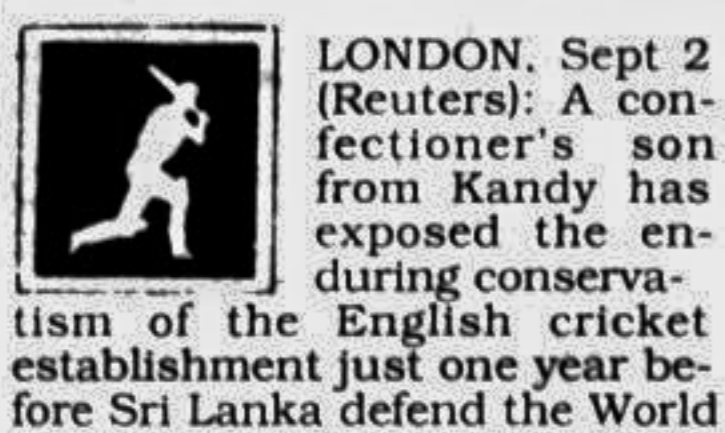 LONDON. Sept 2
(Reuters): A con-
fectioner's son
from Kandy has
exposed the en-
during conserva-
tism of the English cricket
establishment just one year be-
fore Sri Lanka defend the World